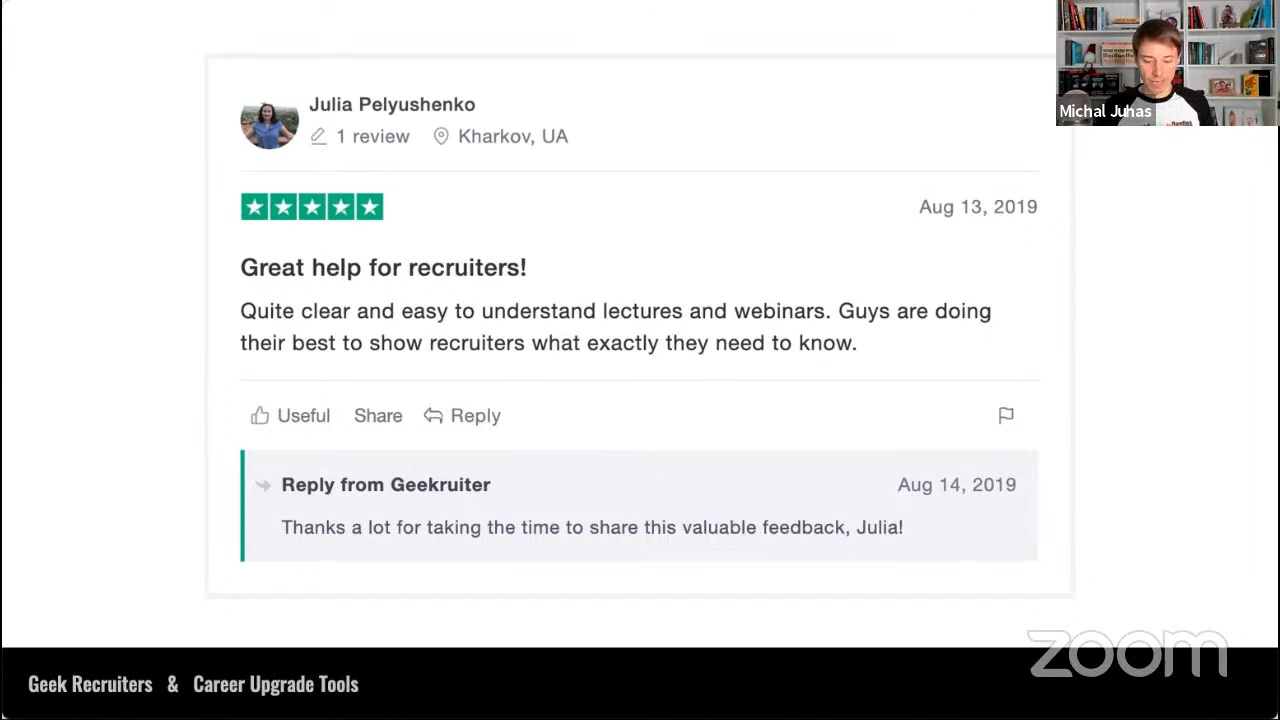 Michal Juhas
Julia Pelyushenko
1 review Kharkov, UA
Aug 13, 2019
Great help for recruiters!
Quite clear and easy to understand lectures and webinars. Guys are doing
their best to show recruiters what exactly they need to know.
Useful Share Reply
Reply from Geekruiter Aug 14, 2019
Thanks a lot for taking the time to share this valuable feedback, Julia!
zoom
Geek Recruiters & Career Upgrade Tools